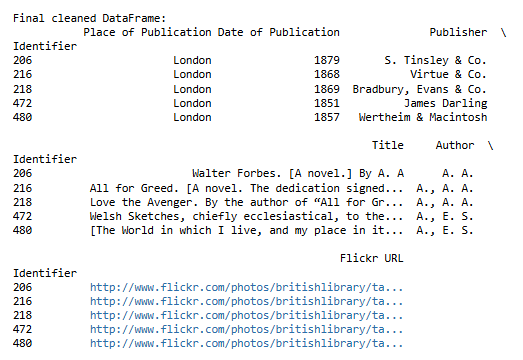 Final cleaned DataFrame:
Place of Publication Date of Publication Publisher \
Identifier
206 London 1879 S. Tinsley & Co.
216 London 1868 Virtue & Co.
218 London 1869 Bradbury, Evans & Co.
472 London 1851 James Darling
480 London 1857 Wertheim & Macintosh
Title Author \
Identifier
206 Walter Forbes. [A novel.] By A. A A. A.
216 All for Greed. [A novel. The dedication signed... A., A. A.
218 Love the Avenger. By the author of “All for Gr... A., A. A.
472 Welsh Sketches, chiefly ecclesiastical, to the... A., E. S.
480 [The World in which I live, and my place in it... A., E. S.
Flickr URL
Identifier
206 http://www.flickr.com/photos/britishlibrary/ta...
216 http://www.flickr.com/photos/britishlibrary/ta...
218 http://www.flickr.com/photos/britishlibrary/ta...
472 http://www.flickr.com/photos/britishlibrary/ta...
480 http://www.flickr.com/photos/britishlibrary/ta...